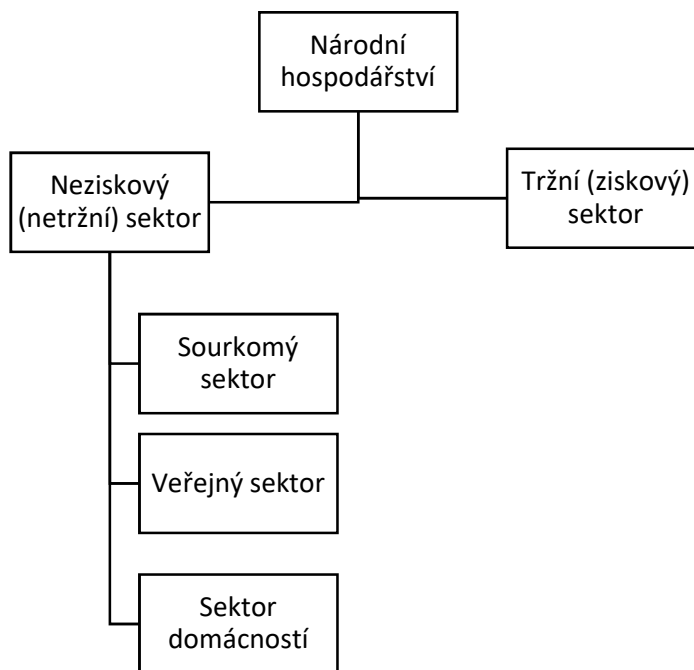 Národní
hospodářství
Neziskový
(netržní) sektor
Tržní (ziskový)
sektor
Sourkomý
sektor
Veřejný sektor
Sektor
domácností